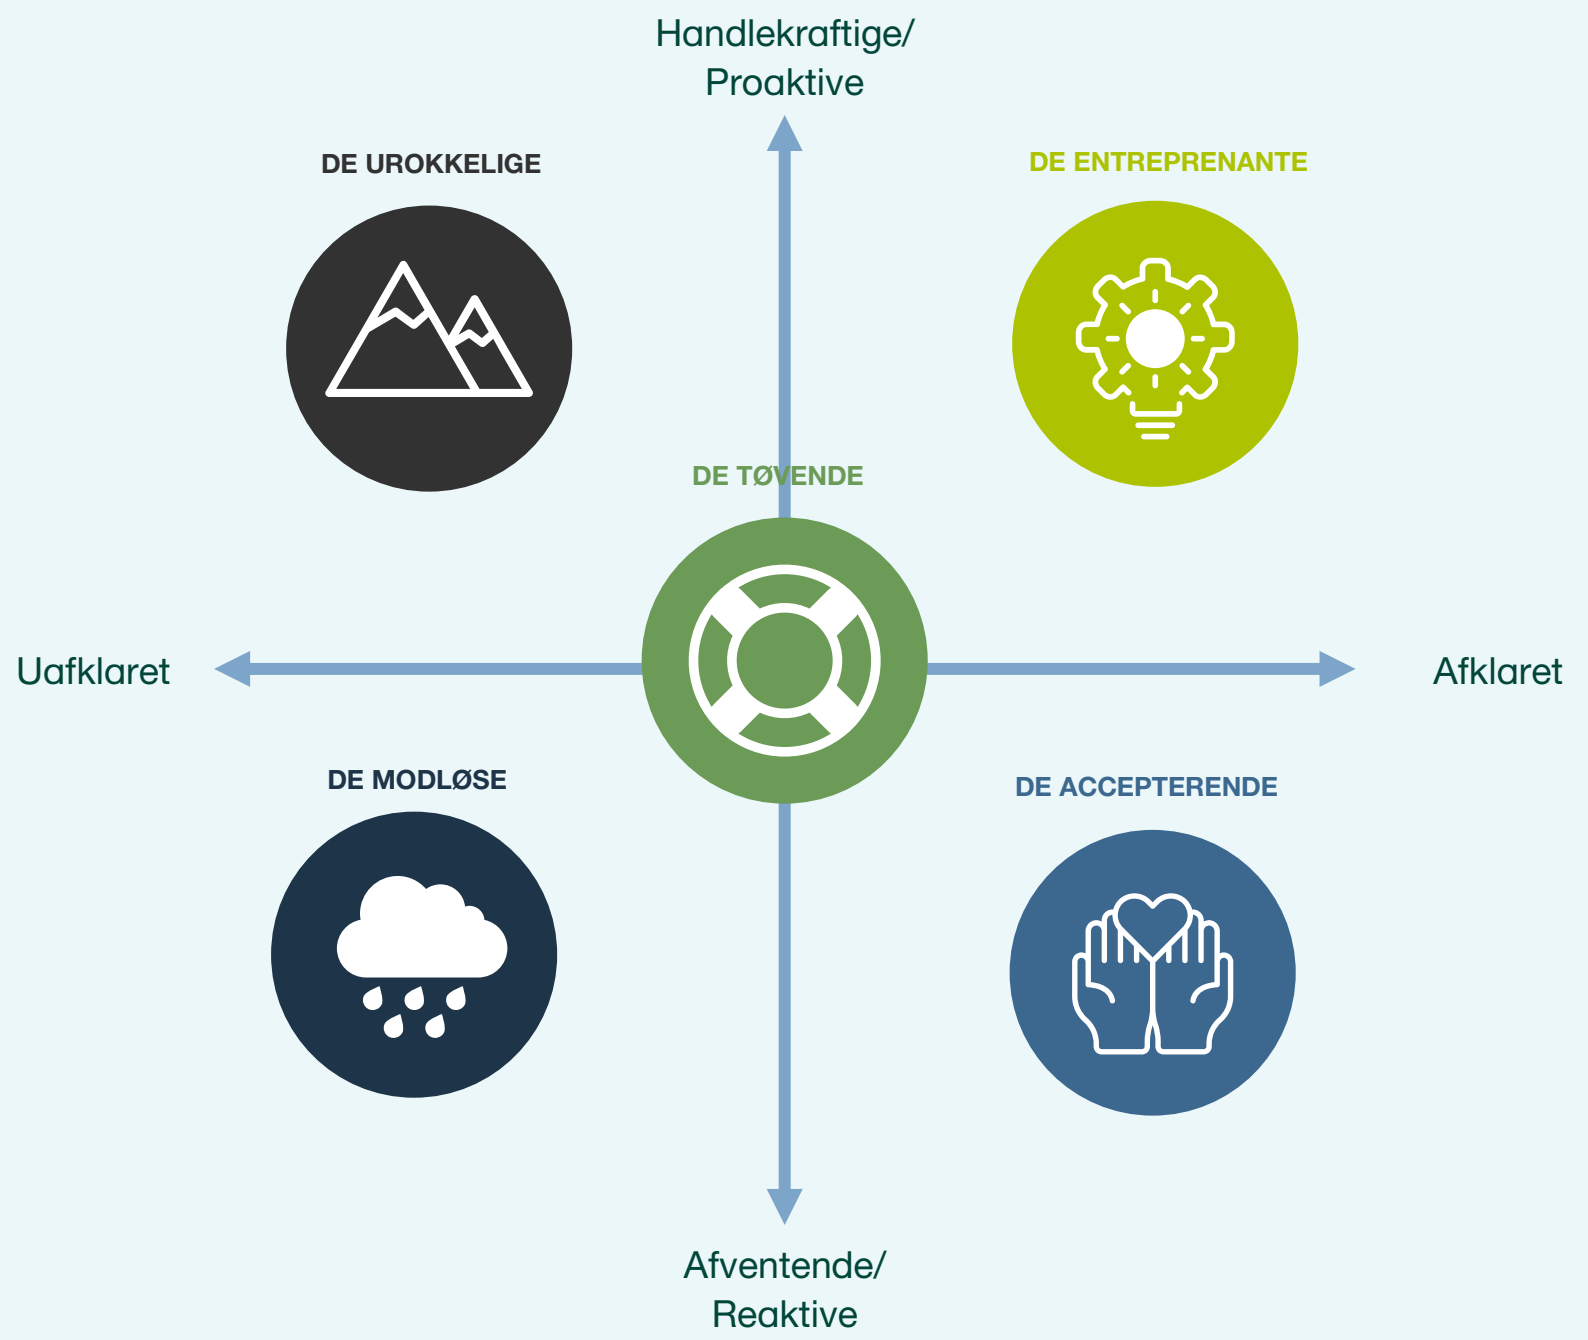 Handlekraftige/
Proaktive
DE UROKKELIGE
DE ENTREPRENANTE
DE TØVENDE
Uafklaret
Afklaret
DE MODLØSE
DE ACCEPTERENDE
Afventende/
Reaktive